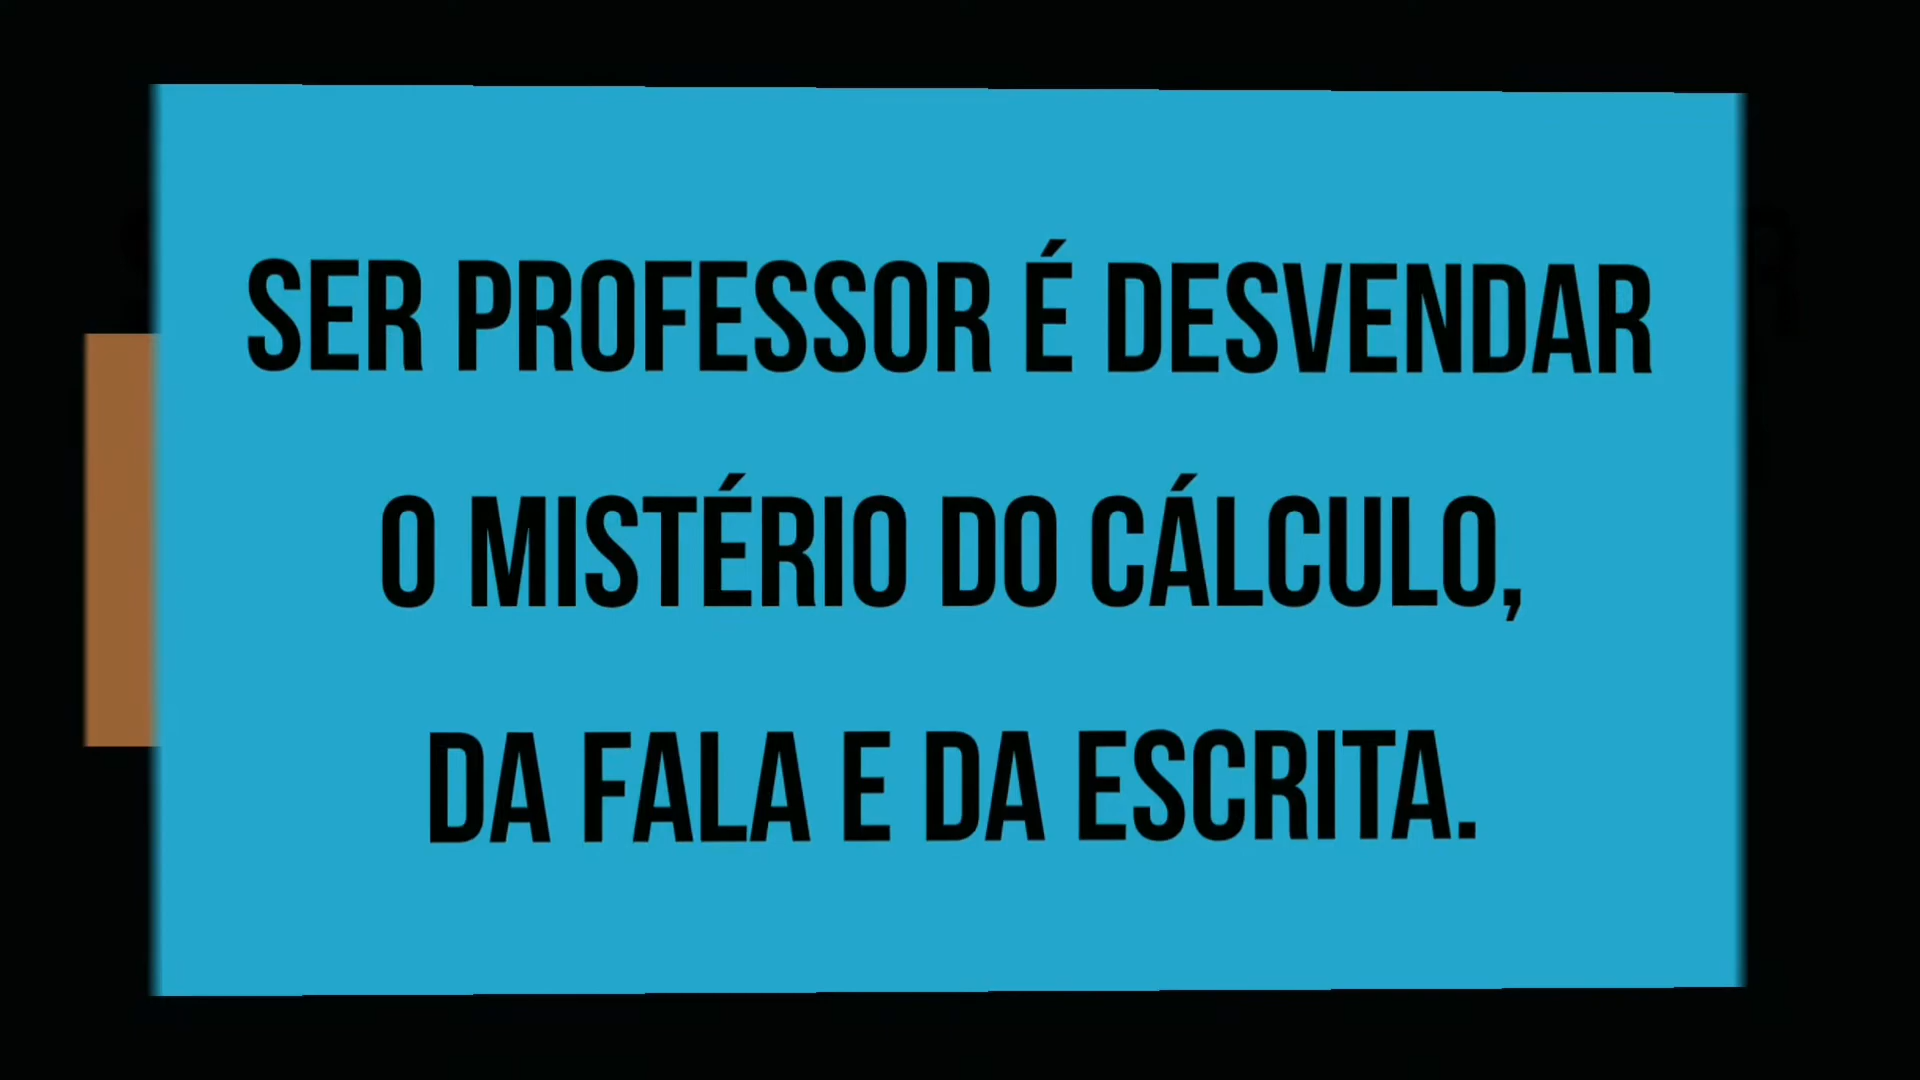 SER PROFESSOR É DESVENDAR
O MISTÉRIO DO CÁLCULO,
DA FALA E DA ESCRITA.